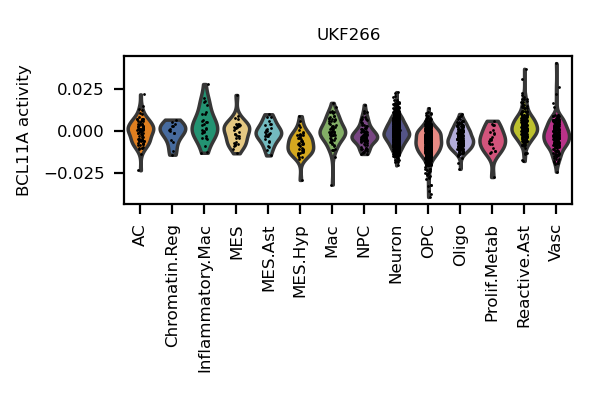 UKF266
BCL11A activity
0.025
0.000
−0.025
AC
Chromatin.Reg
Inflammatory.Mac
MES
MES.Ast
MES.Hyp
Mac
NPC
Neuron
OPC
Oligo
Prolif.Metab
Reactive.Ast
Vasc